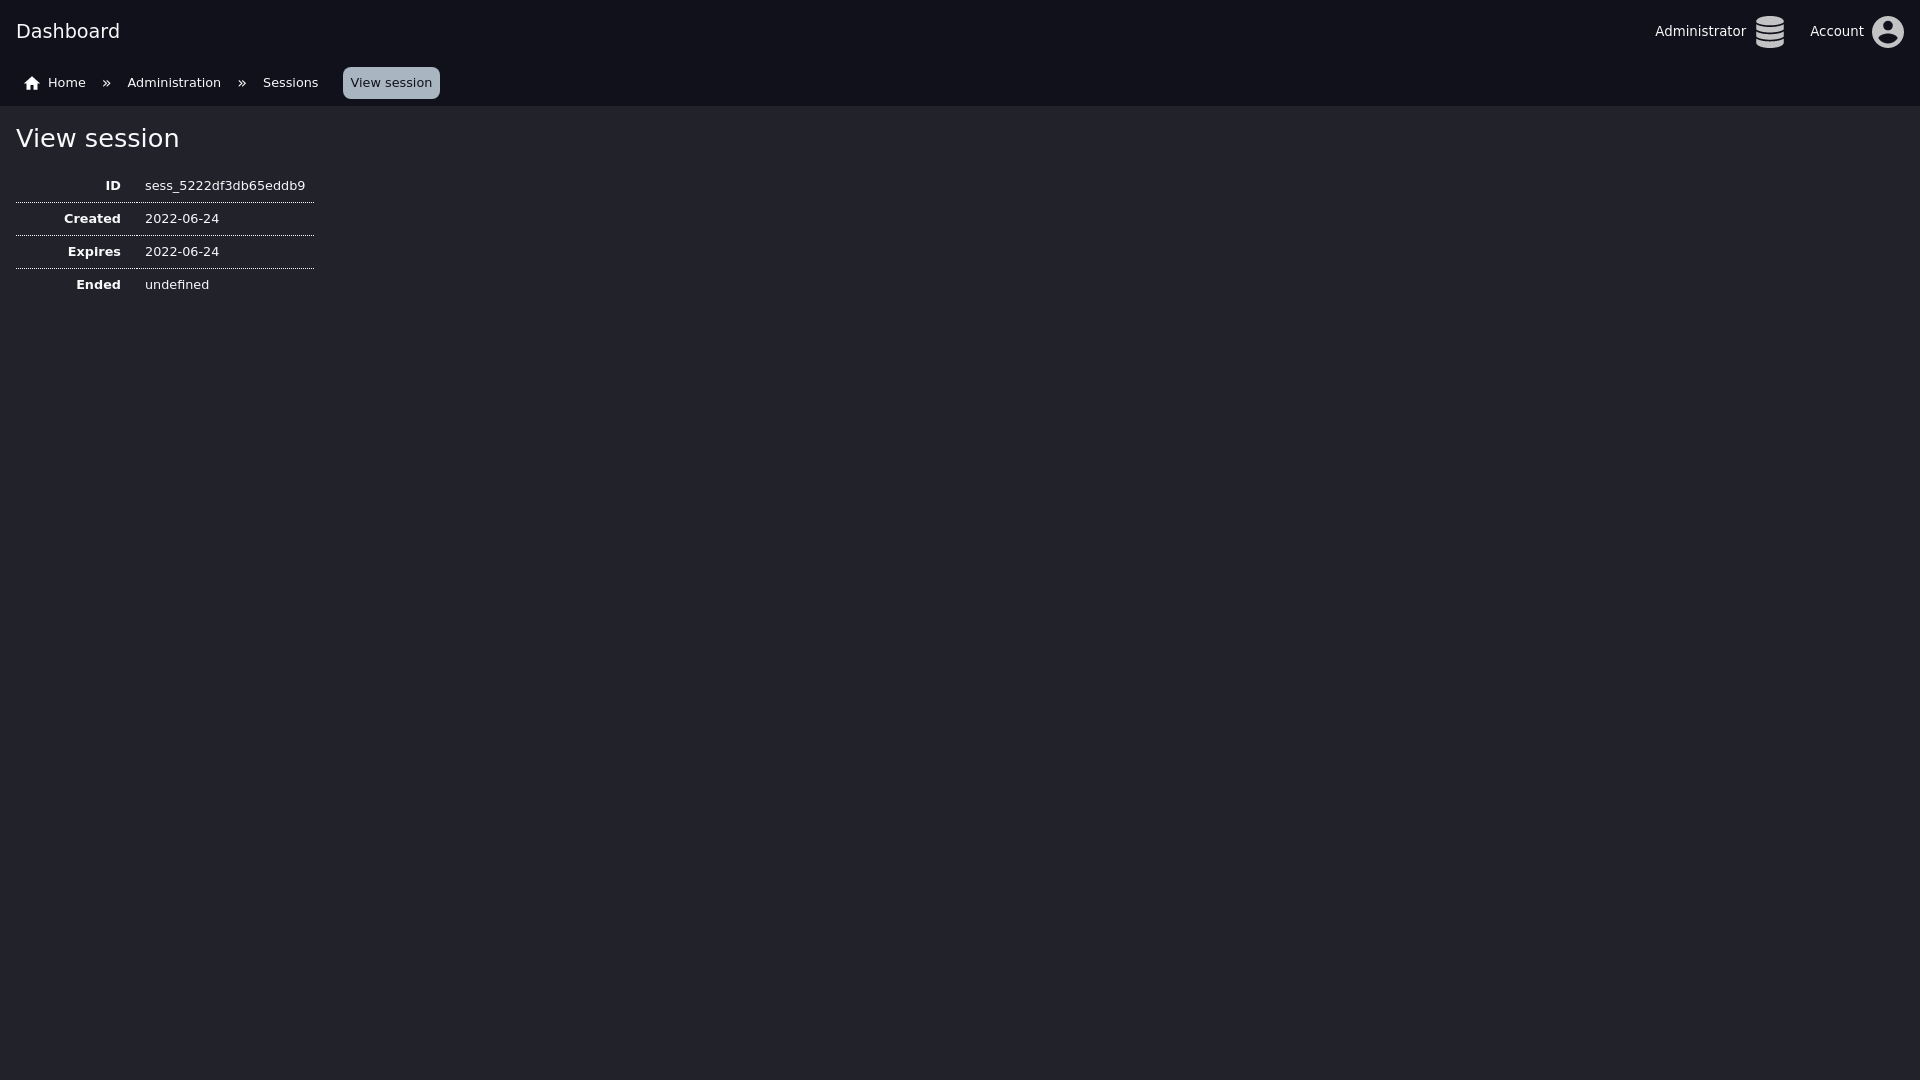 Dashboard
Administrator
Account
Home » Administration » Sessions View session
View session
ID sess_5222df3db65eddb9
Created 2022-06-24
Expires 2022-06-24
Ended undefined